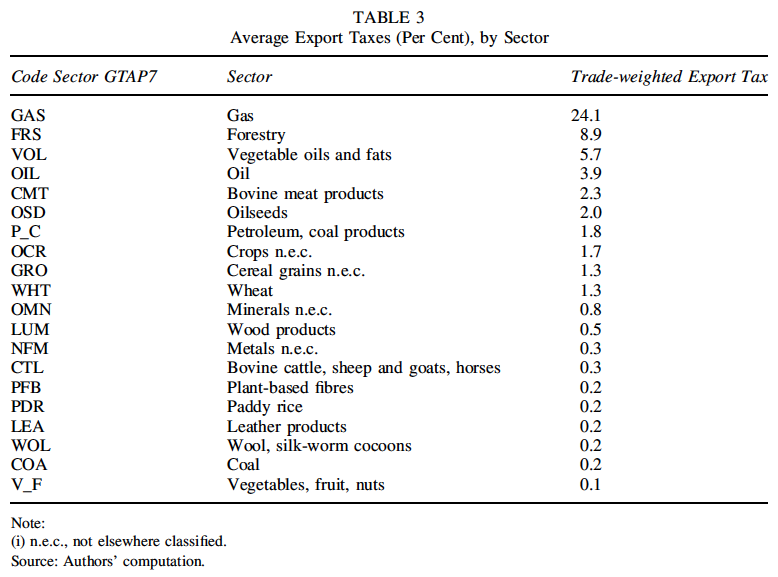 TABLE 3
Average Export Taxes (Per Cent), by Sector
Code Sector GTAP7 Sector Trade-weighted Export Tax
GAS Gas 24.1
FRS Forestry 8.9
VOL Vegetable oils and fats 5.7
OIL Oil 3.9
CMT Bovine meat products 2.3
OSD Oilseeds 2.0
P_C Petroleum, coal products 1.8
OCR Crops n.e.c. 1.7
GRO Cereal grains n.e.c. 1.3
WHT Wheat 1.3
OMN Minerals n.e.c. 0.8
LUM Wood products 0.5
NFM Metals n.e.c. 0.3
CTL Bovine cattle, sheep and goats, horses 0.3
PFB Plant-based fibres 0.2
PDR Paddy rice 0.2
LEA Leather products 0.2
WOL Wool, silk-worm cocoons 0.2
COA Coal 0.2
V_F Vegetables, fruit, nuts 0.1
Note:
(i) n.e.c., not elsewhere classified.
Source: Authors' computation.